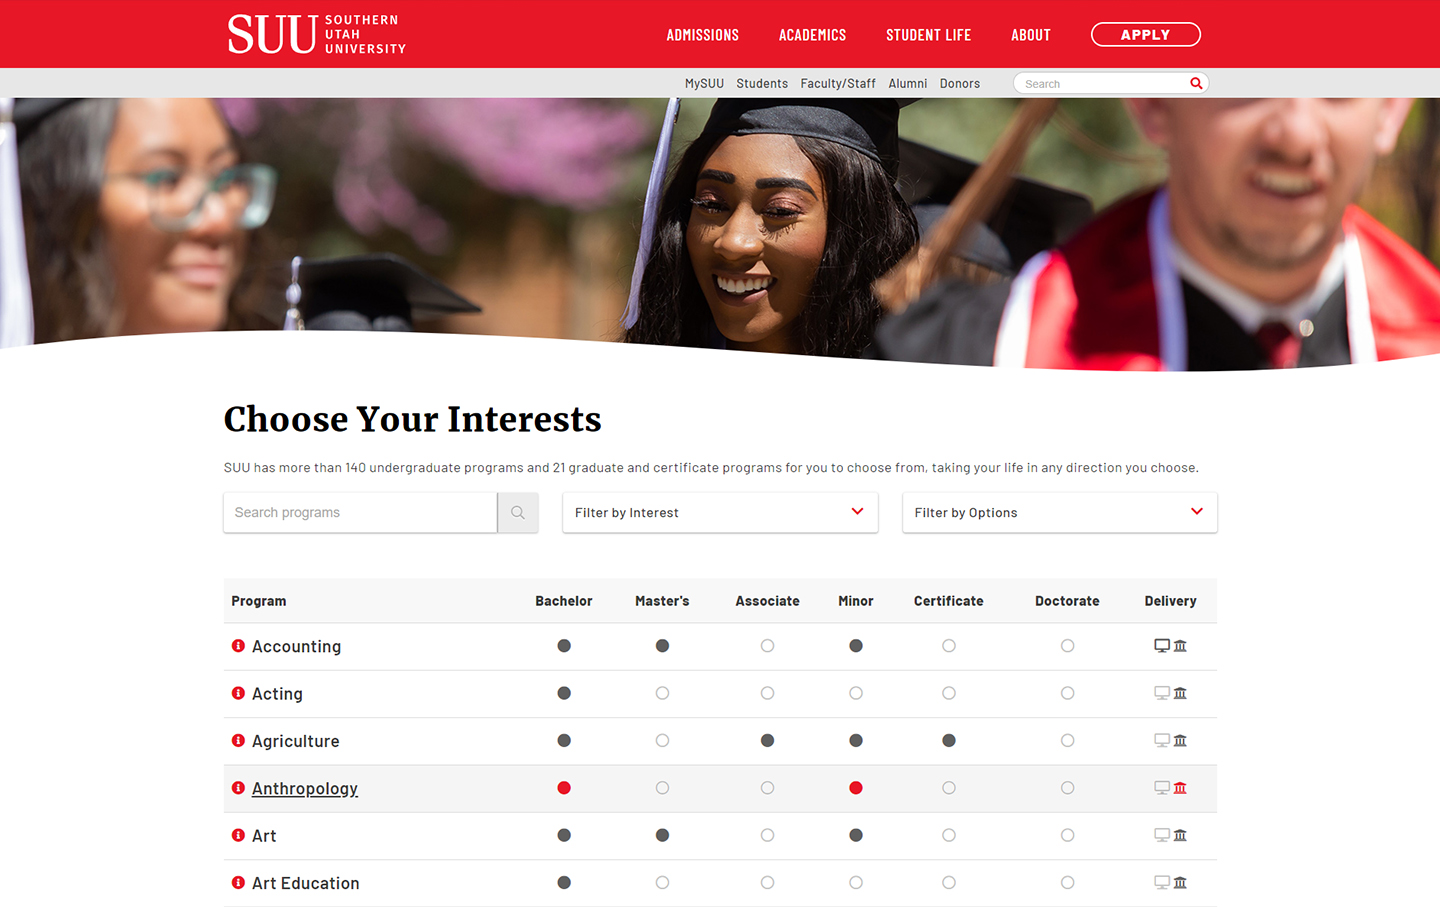 SUU SOUTHERN
UTAH
UNIVERSITY
ADMISSIONS ACADEMICS STUDENT LIFE ABOUT APPLY
MySUU Students Faculty/Staff Alumni Donors Search
Choose Your Interests
SUU has more than 140 undergraduate programs and 21 graduate and certificate programs for you to choose from, taking your life in any direction you choose.
Search programs Filter by Interest Filter by Options
Program Bachelor Master's Associate Minor Certificate Doctorate Delivery
Accounting
Acting
Agriculture
Anthropology
Art
Art Education